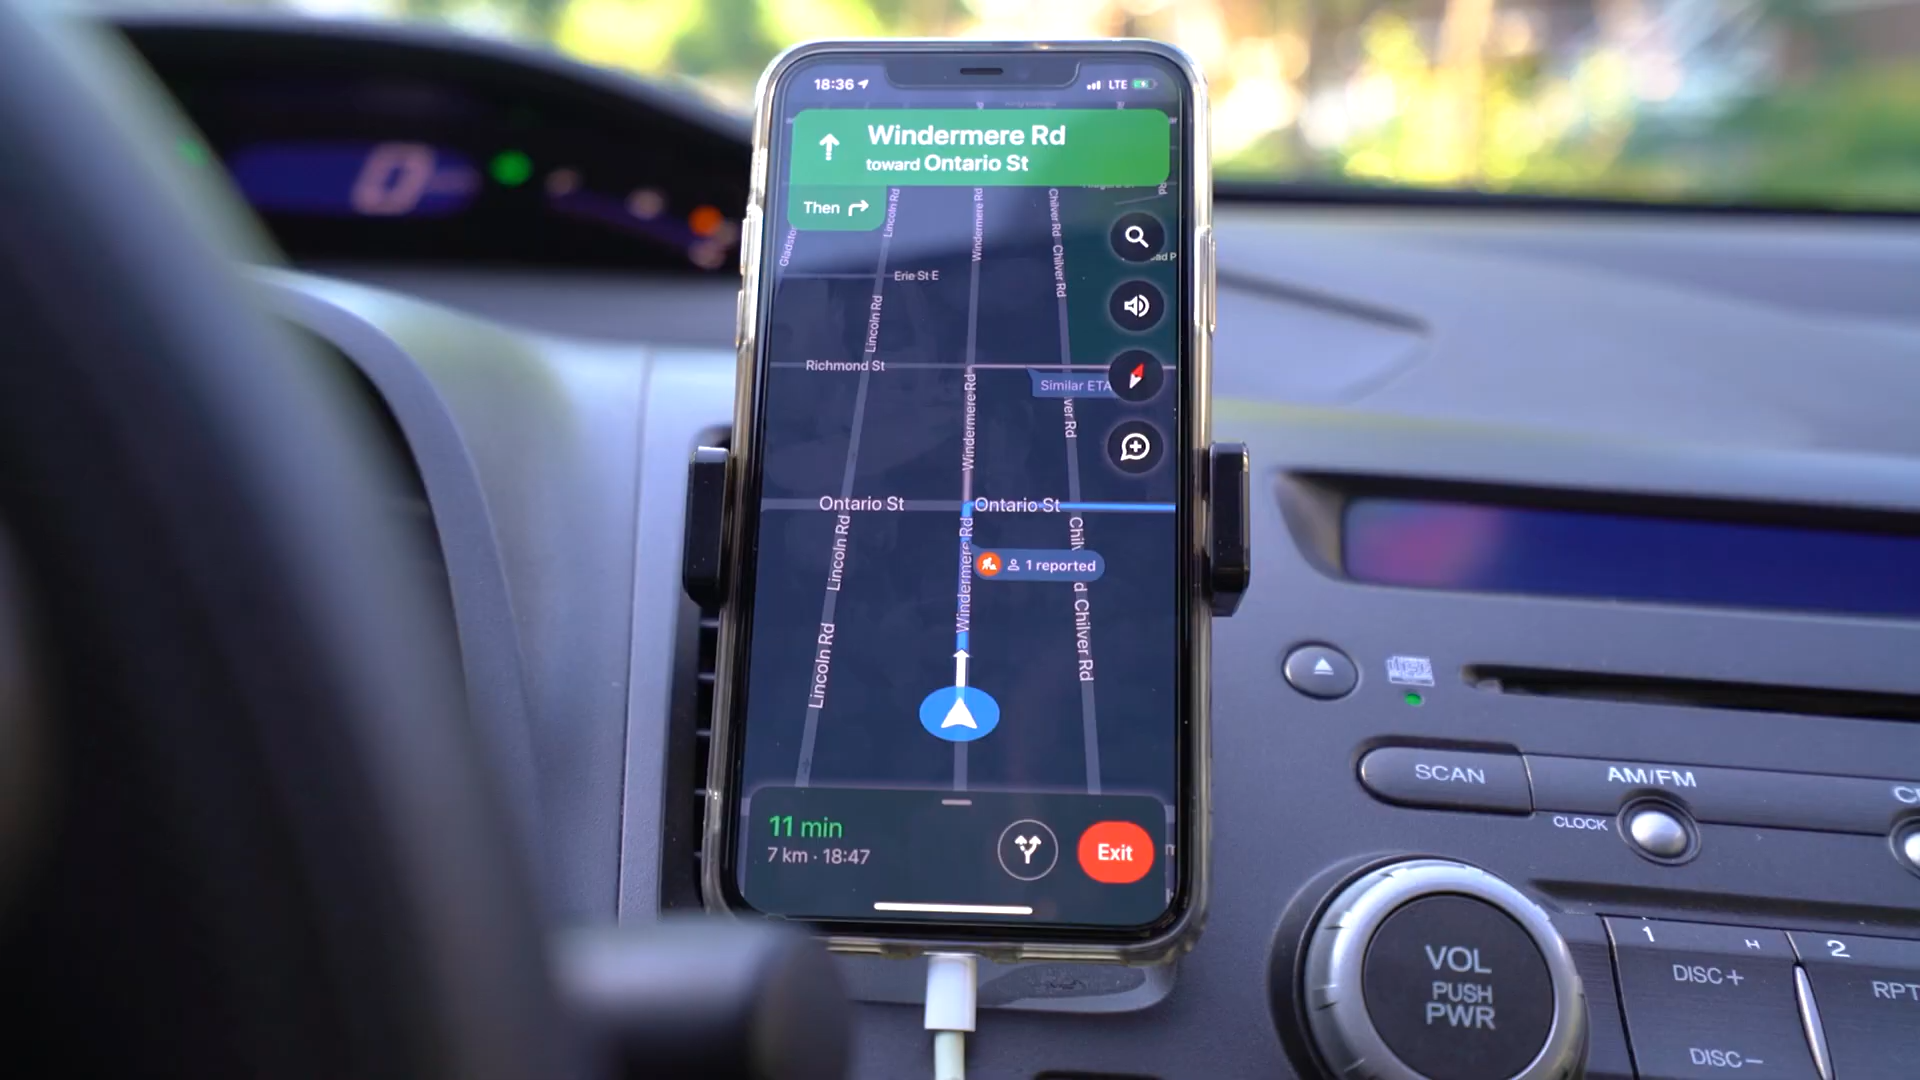 18:36
LTE
Windermere Rd
toward Ontario St
Then
Lincoln Rd
Windermere Rd
Chilver Rd
Chilver Rd
Erie St E
Lincoln Rd
Richmond St
Similar ETA
Windermere Rd
Ontario St
Ontario St
Lincoln Rd
Windermere Rd
1 reported
Lincoln Rd
Chilver Rd
11 min
7 km · 18:47
Exit
0
SCAN
AM/FM
CLOCK
VOL
PUSH
PWR
1
2
DISC+
RPT
DISC−